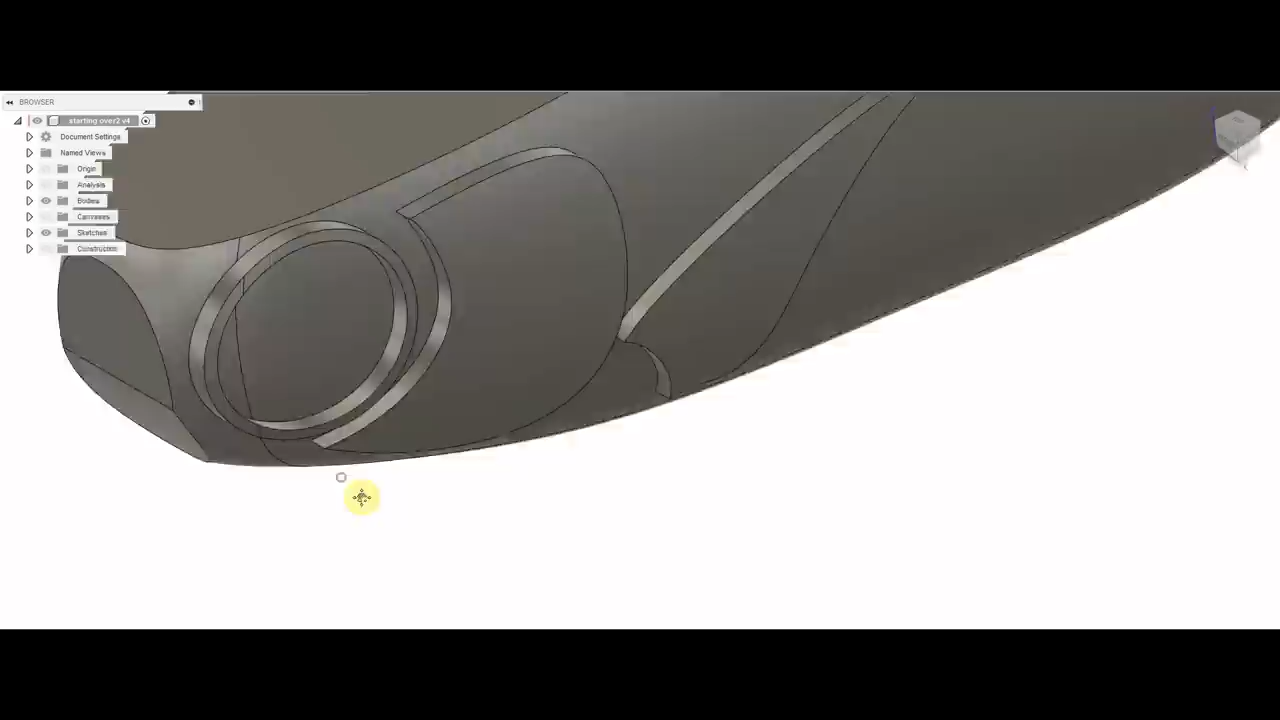 BROWSER
starting over2 v4
Document Settings
Named Views
Origin
Analysis
Bodies
Canvases
Sketches
Construction